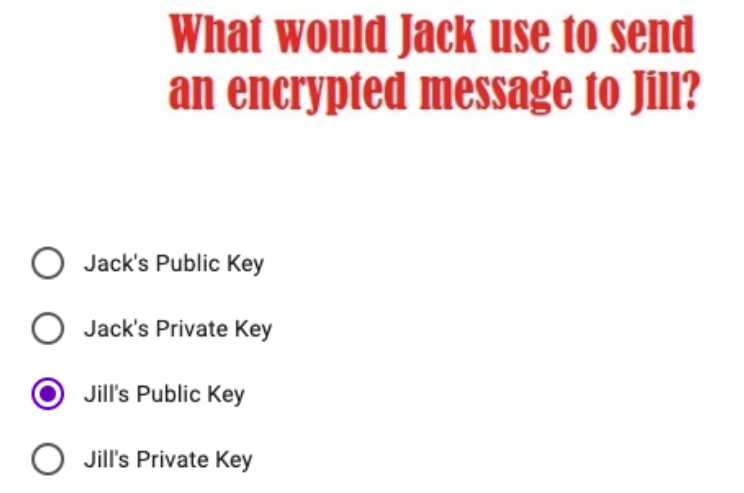 What would Jack use to send
an encrypted message to Jill?
Jack's Public Key
Jack's Private Key
Jill's Public Key
Jill's Private Key